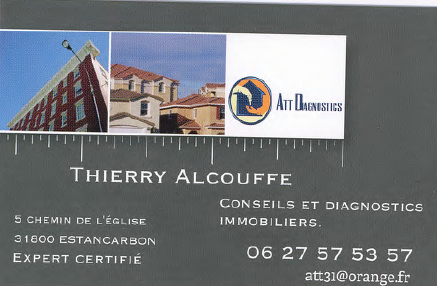 ATT DIAGNOSTICS
THIERRY ALCOUFFE
CONSEILS ET DIAGNOSTICS
IMMOBILIERS.
5 CHEMIN DE L'ÉGLISE
31800 ESTANCARBON
EXPERT CERTIFIÉ
06 27 57 53 57
att31@orange.fr